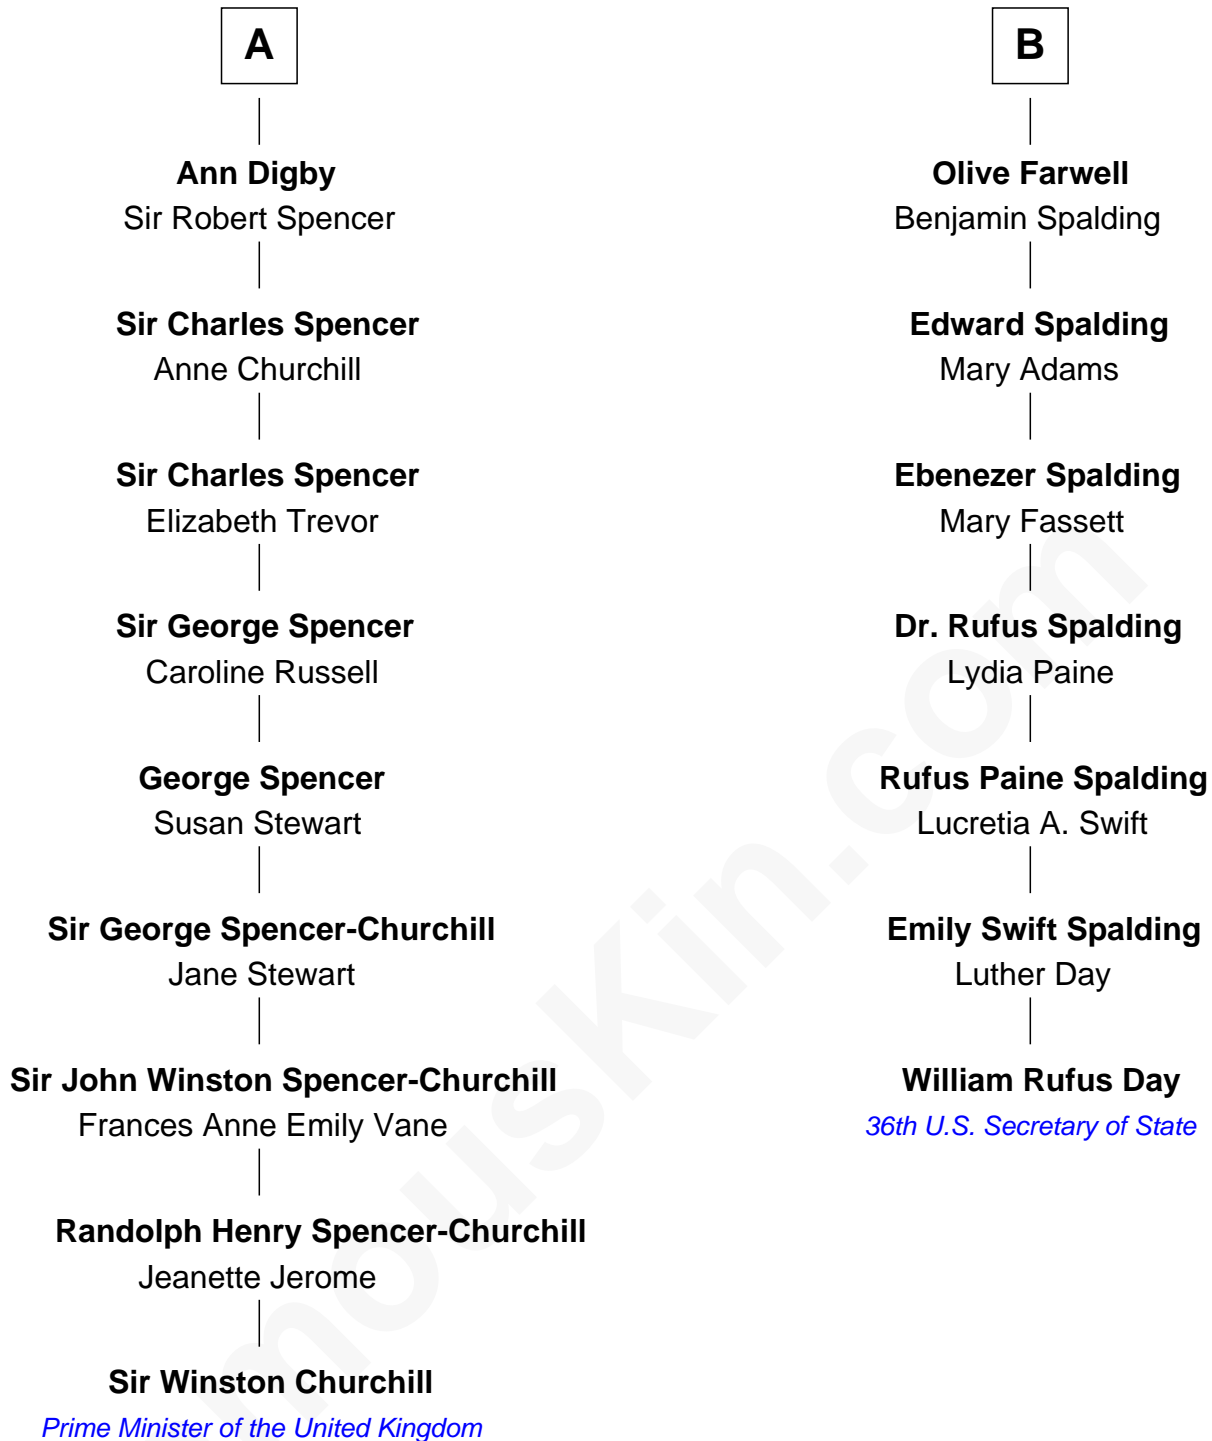 A
Ann Digby
Sir Robert Spencer
Sir Charles Spencer
Anne Churchill
Sir Charles Spencer
Elizabeth Trevor
Sir George Spencer
Caroline Russell
George Spencer
Susan Stewart
Sir George Spencer-Churchill
Jane Stewart
Sir John Winston Spencer-Churchill
Frances Anne Emily Vane
Randolph Henry Spencer-Churchill
Jeanette Jerome
Sir Winston Churchill
Prime Minister of the United Kingdom
B
Olive Farwell
Benjamin Spalding
Edward Spalding
Mary Adams
Ebenezer Spalding
Mary Fassett
Dr. Rufus Spalding
Lydia Paine
Rufus Paine Spalding
Lucretia A. Swift
Emily Swift Spalding
Luther Day
William Rufus Day
36th U.S. Secretary of State
mousKin.com